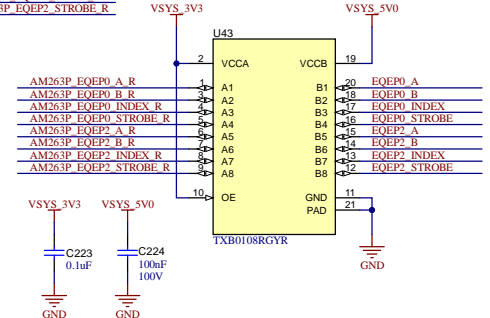 3P_EQEP2_STROBE_R
VSYS_3V3
VSYS_5V0
U43
2 VCCA VCCB 19
AM263P_EQEP0_A_R 1 A1 B1 20 EQEP0_A
AM263P_EQEP0_B_R 3 A2 B2 18 EQEP0_B
AM263P_EQEP0_INDEX_R 4 A3 B3 17 EQEP0_INDEX
AM263P_EQEP0_STROBE_R 5 A4 B4 16 EQEP0_STROBE
AM263P_EQEP2_A_R 6 A5 B5 15 EQEP2_A
AM263P_EQEP2_B_R 7 A6 B6 14 EQEP2_B
AM263P_EQEP2_INDEX_R 8 A7 B7 13 EQEP2_INDEX
AM263P_EQEP2_STROBE_R 9 A8 B8 12 EQEP2_STROBE
10 OE GND 11
PAD 21
TXB0108RGYR
GND
VSYS_3V3
VSYS_5V0
C223
0.1uF
C224
100nF
100V
GND
GND